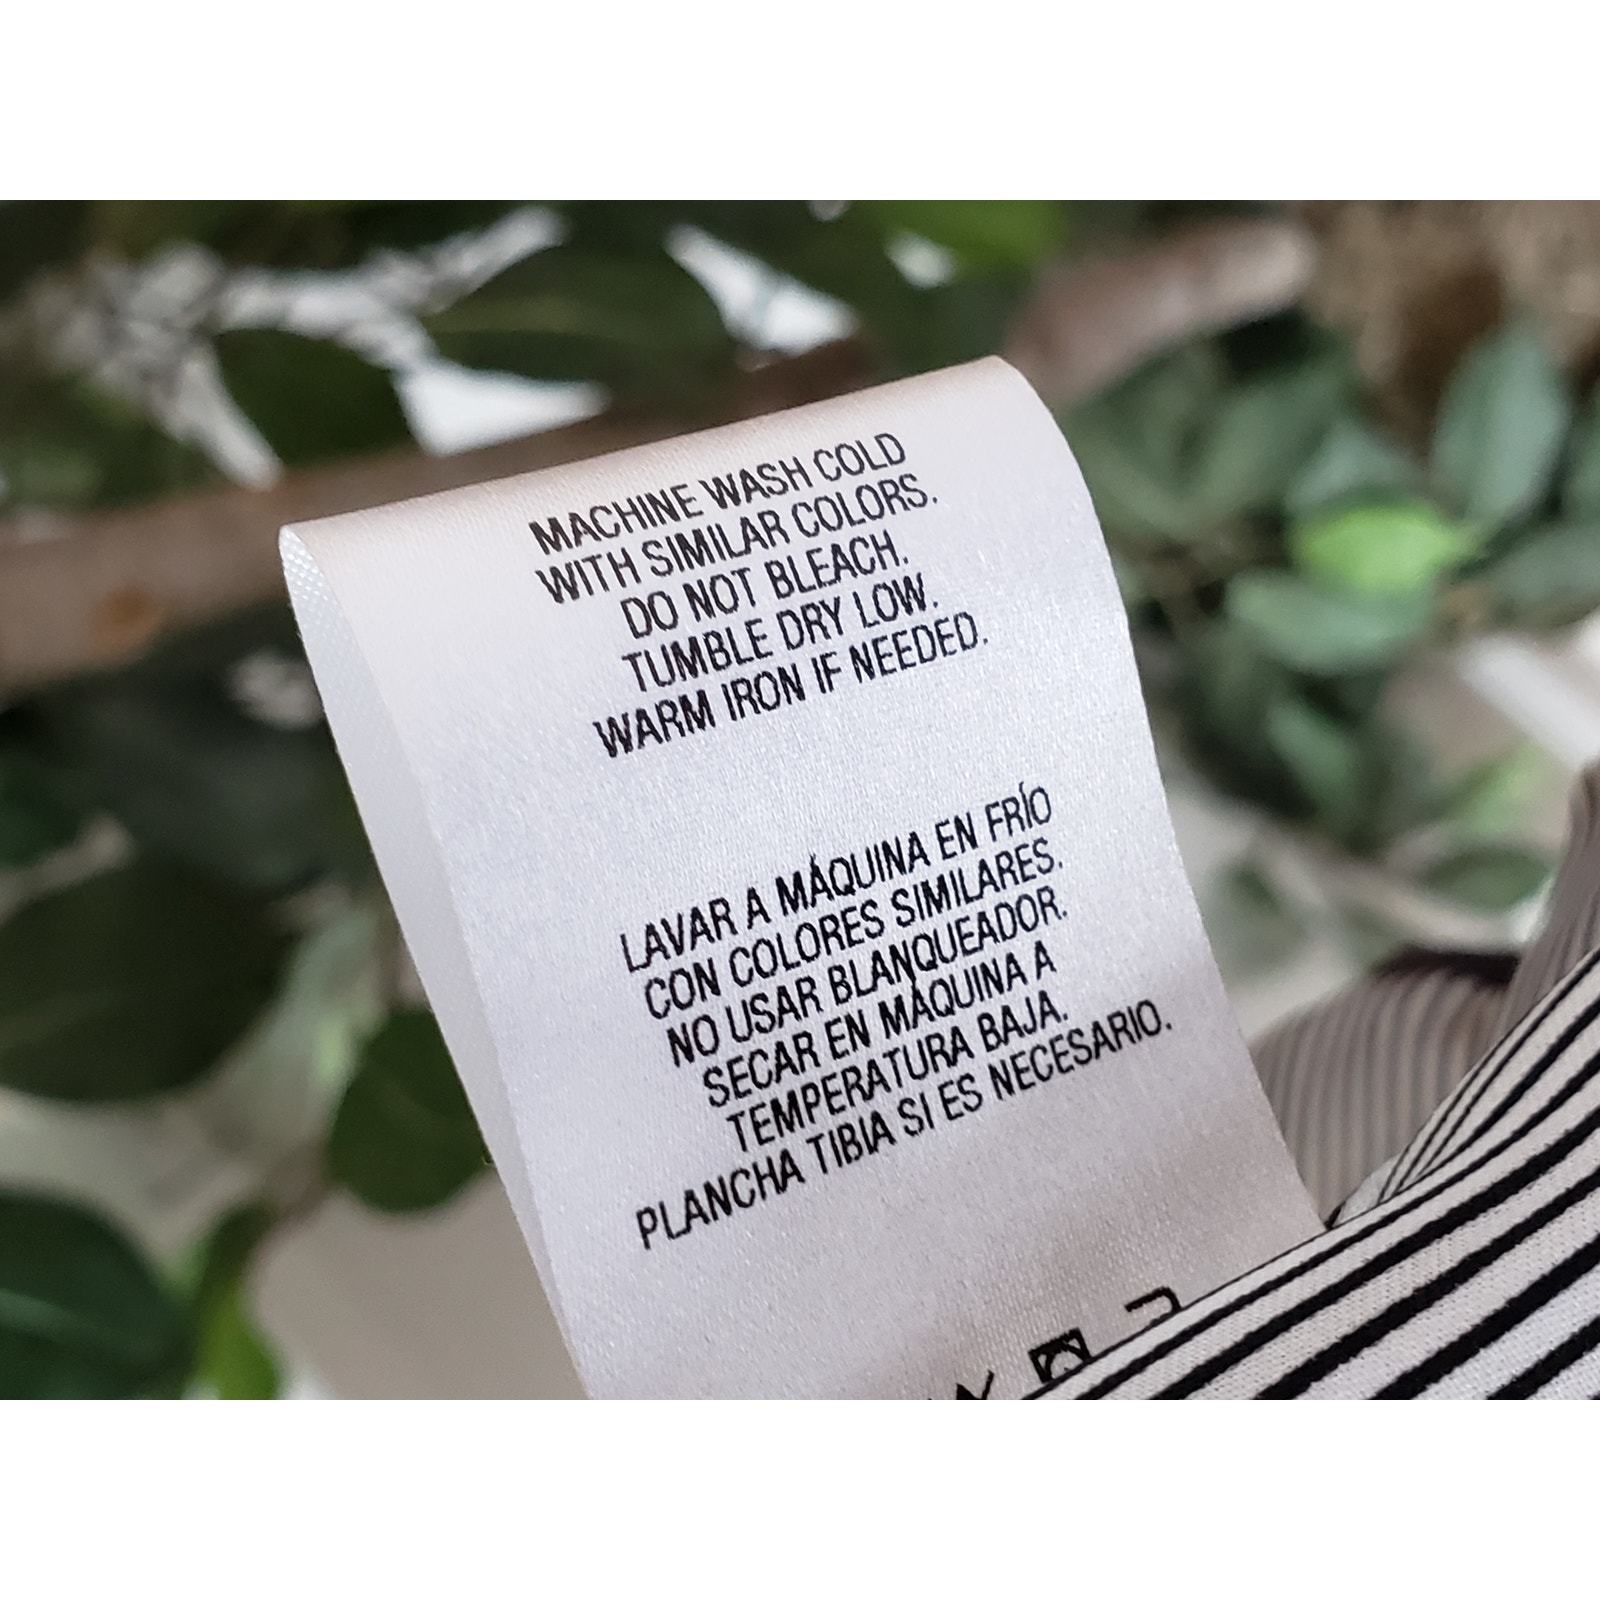 MACHINE WASH COLD
WITH SIMILAR COLORS.
DO NOT BLEACH.
TUMBLE DRY LOW.
WARM IRON IF NEEDED.
LAVAR A MÁQUINA EN FRÍO
CON COLORES SIMILARES.
NO USAR BLANQUEADOR.
SECAR EN MÁQUINA A
TEMPERATURA BAJA.
PLANCHA TIBIA SI ES NECESARIO.